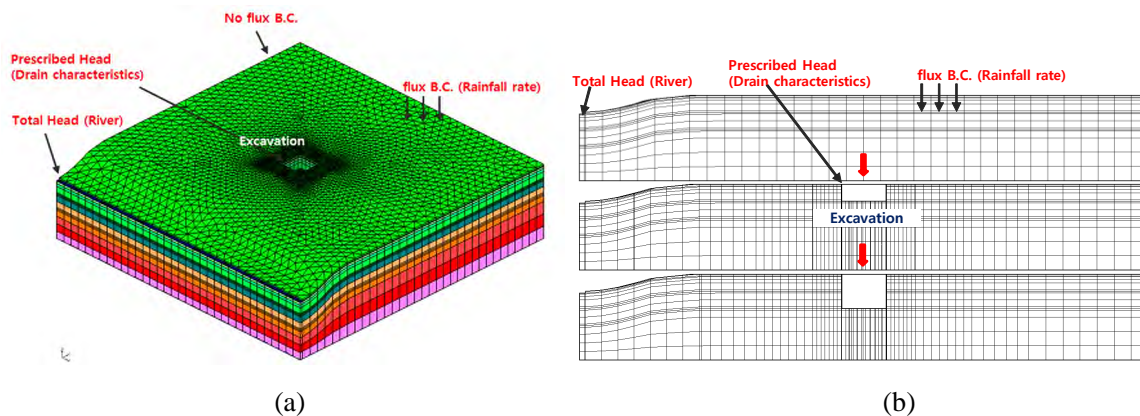 No flux B.C.
Prescribed Head
(Drain characteristics)
flux B.C. (Rainfall rate)
Total Head (River)
Excavation
(a)
Prescribed Head
(Drain characteristics)
Total Head (River)
flux B.C. (Rainfall rate)
Excavation
(b)